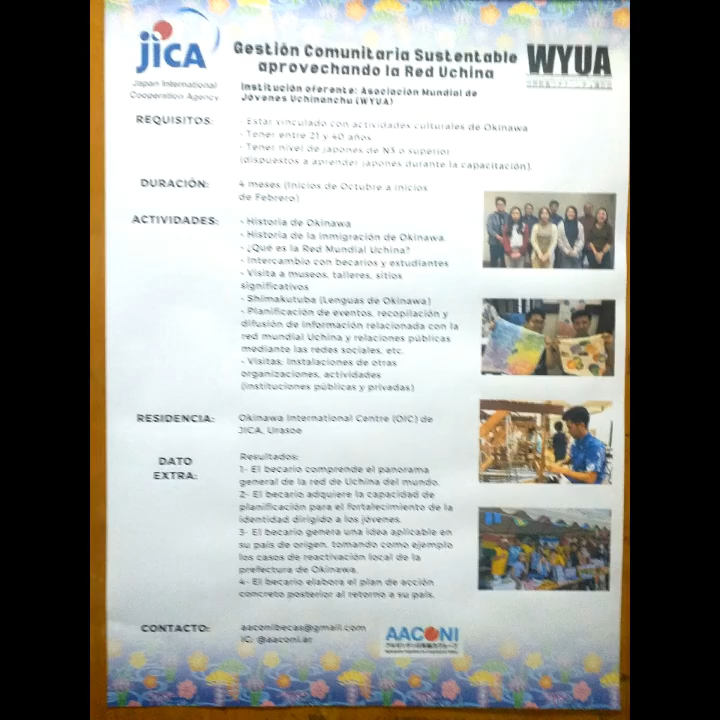 JICA
Japan International
Cooperation Agency
Gestión Comunitaria Sustentable
aprovechando la Red Uchina
Institución oferente: Asociación Mundial de
Jóvenes Uchinanchu (WYUA)
WYUA
REQUISITOS:
- Estar vinculado con actividades culturales de Okinawa
- Tener entre 21 y 40 años
- Tener nivel de japonés de N3 o superior
(dispuestos a aprender japonés durante la capacitación).
DURACIÓN:
4 meses (Inicios de Octubre a inicios
de Febrero)
ACTIVIDADES:
- Historia de Okinawa
- Historia de la inmigración de Okinawa
- ¿Qué es la Red Mundial Uchina?
- Intercambio con becarios y estudiantes
- Visita a museos, talleres, sitios
significativos
- Shimakutuba (Lenguas de Okinawa)
- Planificación de eventos, recopilación y
difusión de información relacionada con la
red mundial Uchina y relaciones públicas
mediante las redes sociales, etc.
- Visitas, Instalaciones de otras
organizaciones, actividades
(instituciones públicas y privadas)
RESIDENCIA:
Okinawa International Centre (OIC) de
JICA, Urasoe
DATO
EXTRA:
Resultados:
1- El becario comprende el panorama
general de la red de Uchina del mundo.
2- El becario adquiere la capacidad de
planificación para el fortalecimiento de la
identidad dirigido a los jóvenes.
3- El becario genera una idea aplicable en
su país de origen, tomando como ejemplo
los casos de reactivación local de la
prefectura de Okinawa.
4- El becario elabora el plan de acción
concreto posterior al retorno a su país.
CONTACTO:
aaconibecas@gmail.com
IG: @aaconi.ar
AACONI